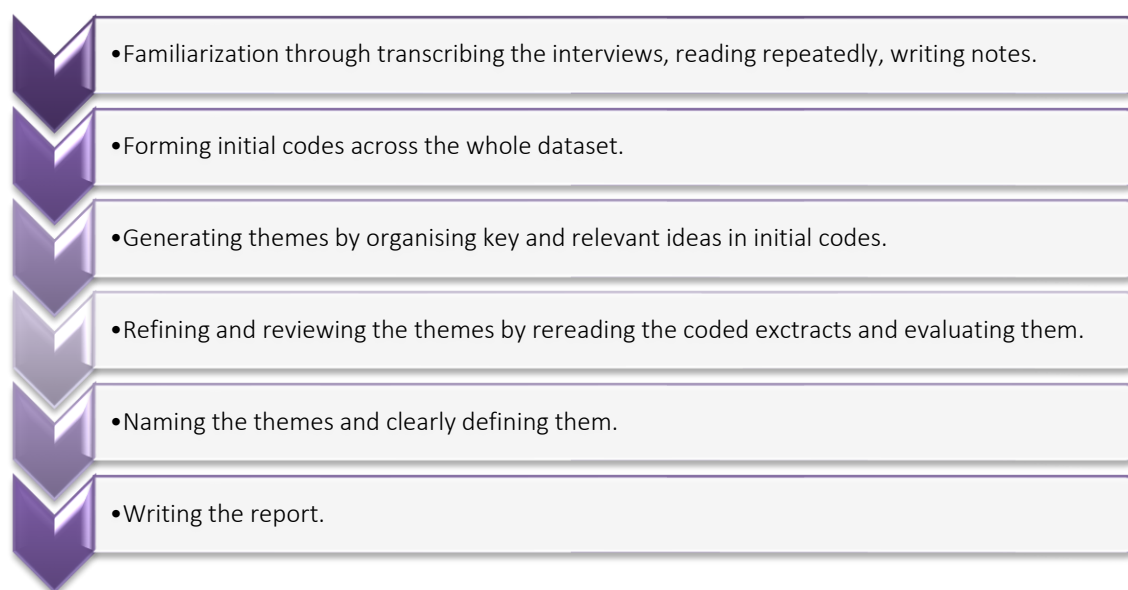 •Familiarization through transcribing the interviews, reading repeatedly, writing notes.
•Forming initial codes across the whole dataset.
•Generating themes by organising key and relevant ideas in initial codes.
•Refining and reviewing the themes by rereading the coded exctracts and evaluating them.
•Naming the themes and clearly defining them.
•Writing the report.